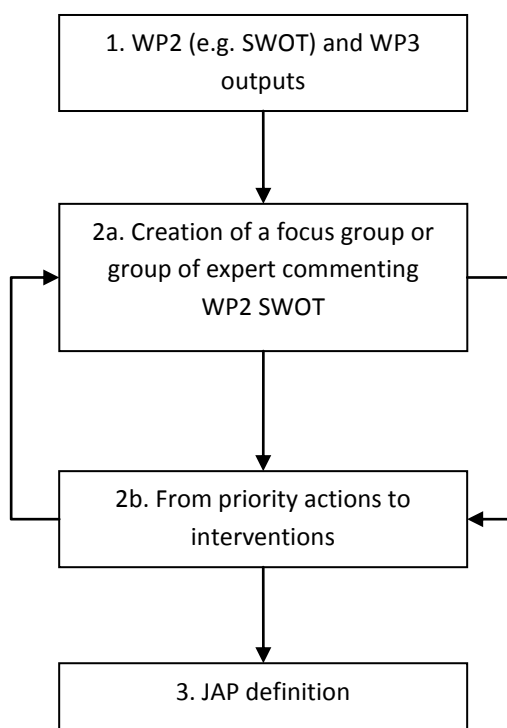 1. WP2 (e.g. SWOT) and WP3
outputs
2a. Creation of a focus group or
group of expert commenting
WP2 SWOT
2b. From priority actions to
interventions
3. JAP definition